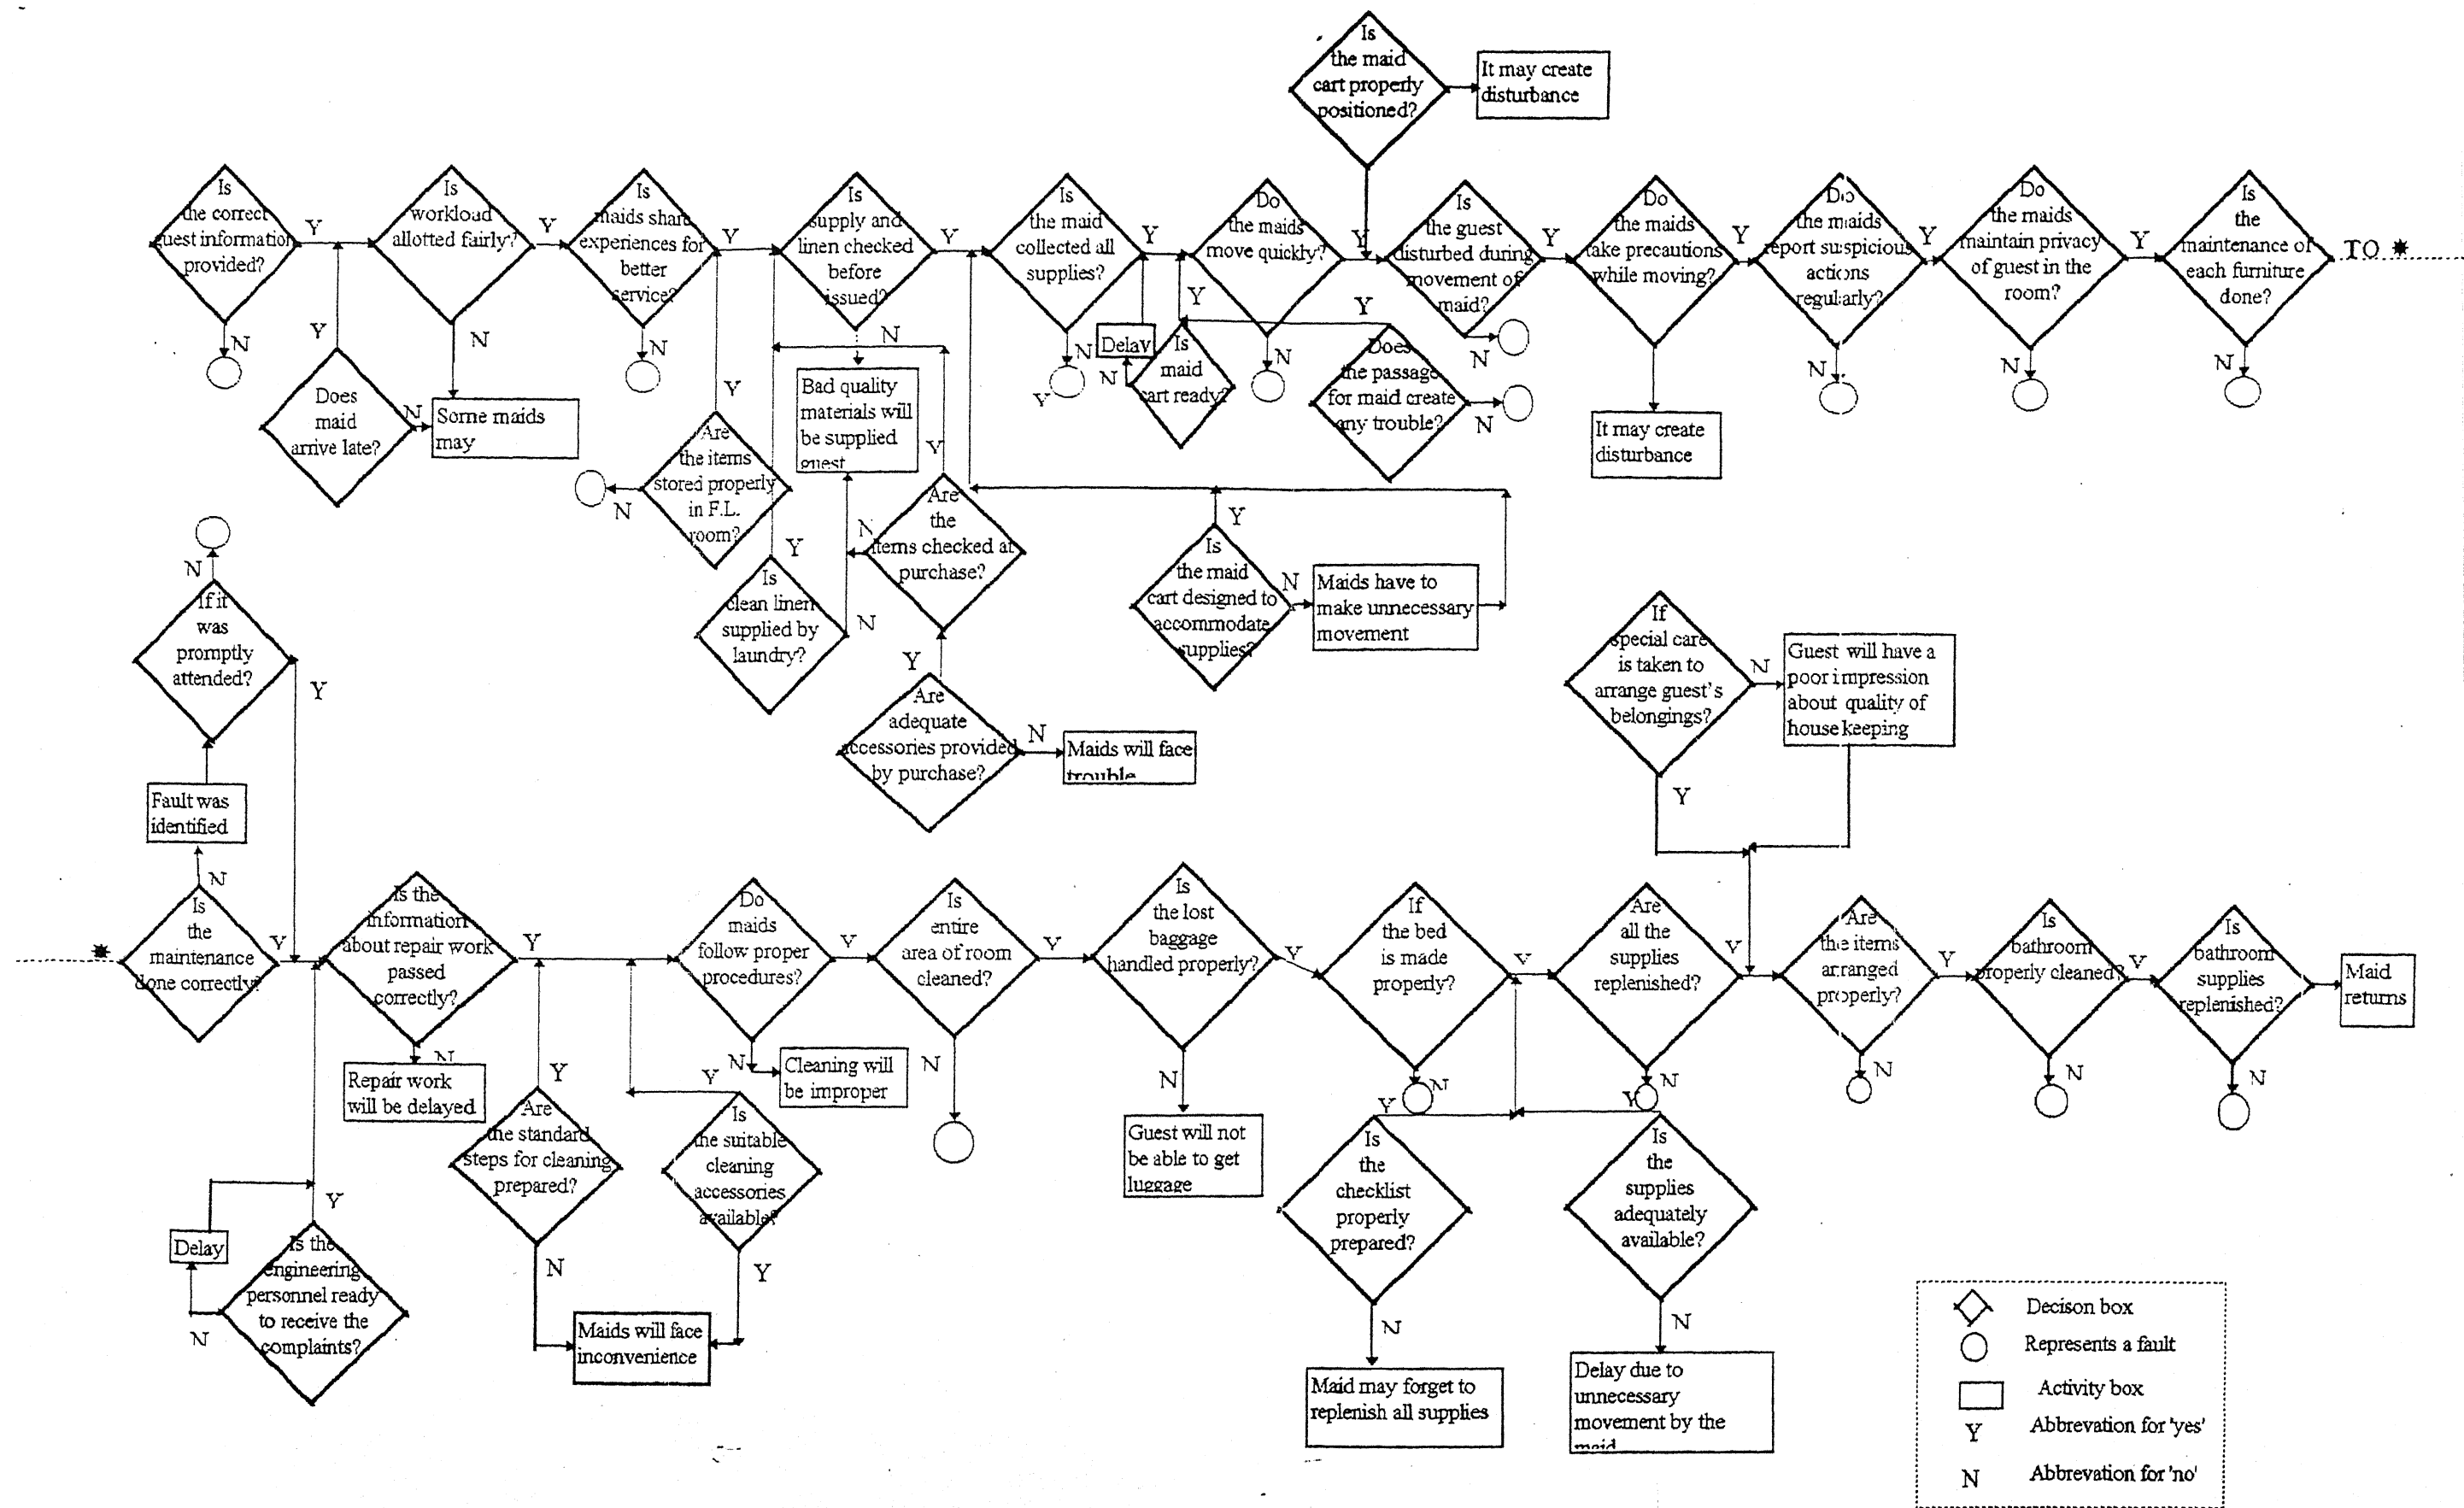 Is
the maid
cart properly
positioned?
It may create
disturbance
Is
the correct
guest information
provided?
Y
N
Is
workload
allotted fairly?
Y
N
Is
maids share
experiences for
better
service?
Y
N
Is
supply and
linen checked
before
issued?
Y
N
Is
the maid
collected all
supplies?
Y
N
Y
Do
the maids
move quickly?
Y
N
Is
the guest
disturbed during
movement of
maid?
Y
N
Do
the maids
take precautions
while moving?
Y
Do
the maids
report suspicious
actions
regularly?
Y
N
Do
the maids
maintain privacy
of guest in the
room?
Y
N
Is
the
maintenance of
each furniture
done?
N
TO *
Y
Does
maid
arrive late?
N
Some maids
may
Y
Are
the items
stored properly
in F.L.
room?
N
Bad quality
materials will
be supplied
guest
Y
Is
clean linen
supplied by
laundry?
N
Y
Are
the
items checked at
purchase?
N
Y
Are
adequate
accessories provided
by purchase?
N
Maids will face
trouble
Delay
Y
Is
maid
cart ready?
N
Y
Does
the passage
for maid create
any trouble?
N
It may create
disturbance
Y
Is
the maid
cart designed to
accommodate
supplies?
N
Maids have to
make unnecessary
movement
If
special care
is taken to
arrange guest's
belongings?
N
Y
Guest will have a
poor impression
about quality of
house keeping
N
If it
was
promptly
attended?
Y
Fault was
identified
N
*
Is
the
maintenance
done correctly?
Y
Is the
information
about repair work
passed
correctly?
Y
N
Repair work
will be delayed
Do
maids
follow proper
procedures?
Y
N
Cleaning will
be improper
Is
entire
area of room
cleaned?
Y
N
Is
the lost
baggage
handled properly?
Y
N
Guest will not
be able to get
luggage
If
the bed
is made
properly?
Y
N
Are
all the
supplies
replenished?
Y
N
Are
the items
arranged
properly?
Y
N
Is
bathroom
properly cleaned?
Y
N
Is
bathroom
supplies
replenished?
N
Maid
returns
Y
Delay
Is the
engineering
personnel ready
to receive the
complaints?
N
Y
Are
the standard
steps for cleaning
prepared?
N
Y
Is
the suitable
cleaning
accessories
available?
Y
Maids will face
inconvenience
Y
Is
the
checklist
properly
prepared?
N
Maid may forget to
replenish all supplies
Y
Is
the
supplies
adequately
available?
N
Delay due to
unnecessary
movement by the
maid
Decison box
Represents a fault
Activity box
Y Abbrevation for 'yes'
N Abbrevation for 'no'